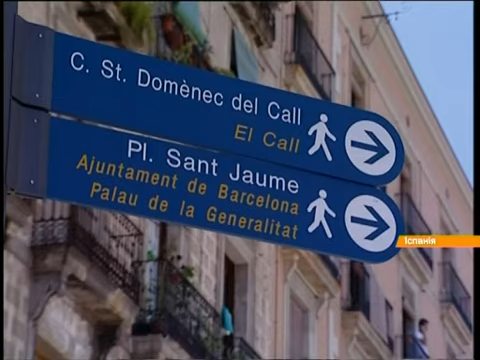 C. St. Domènec del Call
El Call
Pl. Sant Jaume
Ajuntament de Barcelona
Palau de la Generalitat
Іспанія